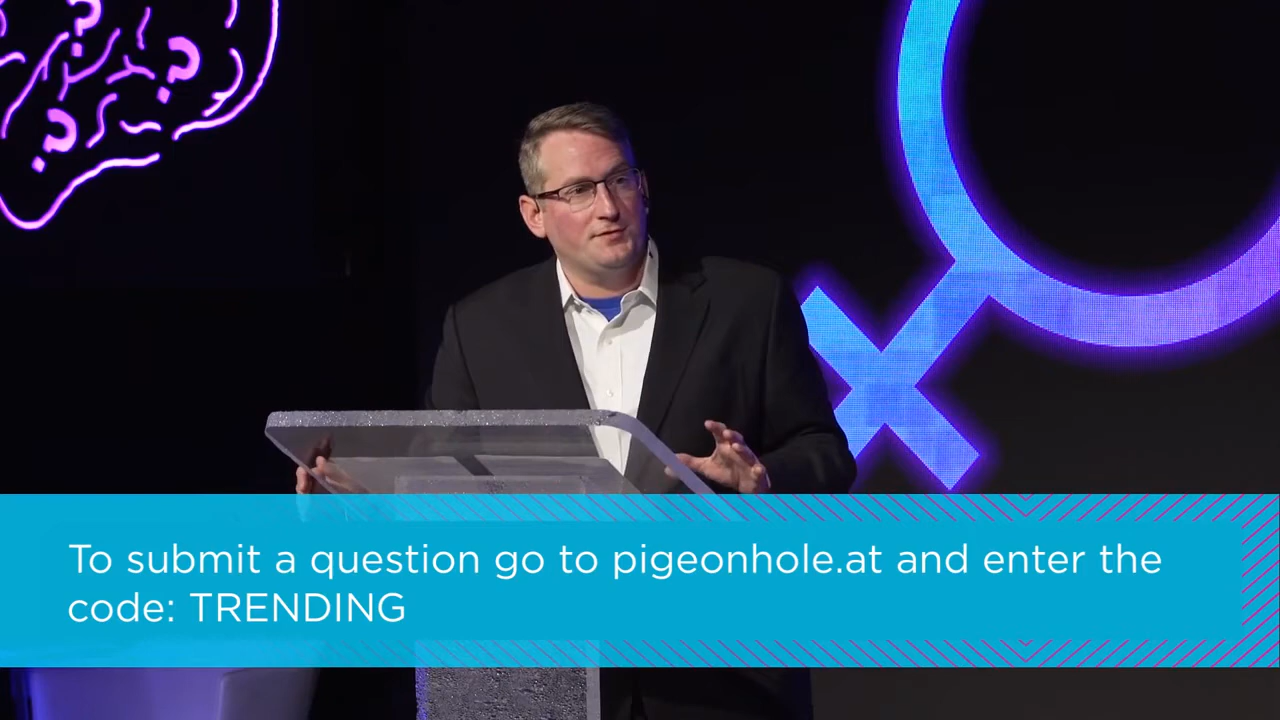 To submit a question go to pigeonhole.at and enter the
code: TRENDING